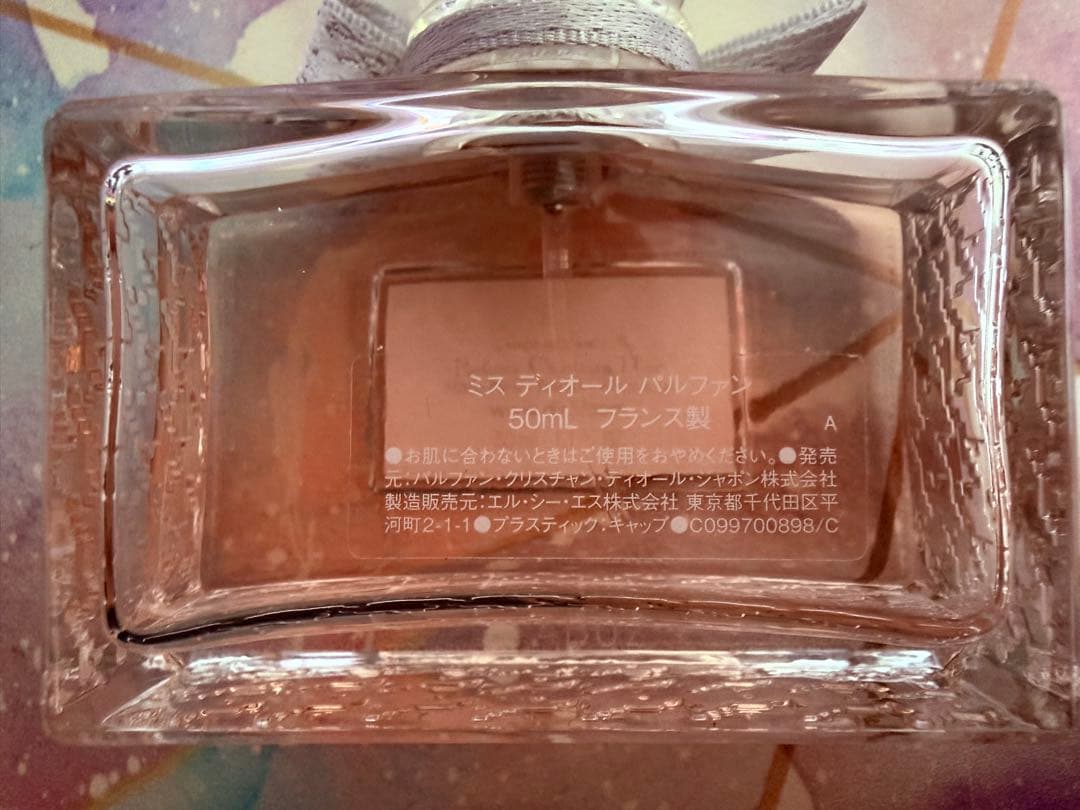 ミス ディオール パルファン
50mL フランス製
A
●お肌に合わないときはご使用をおやめください。●発売
元:パルファン・クリスチャン・ディオール・ジャポン株式会社
製造販売元:エル・シー・エス株式会社 東京都千代田区平
河町2-1-1●プラスティック:キャップ●C099700898/C